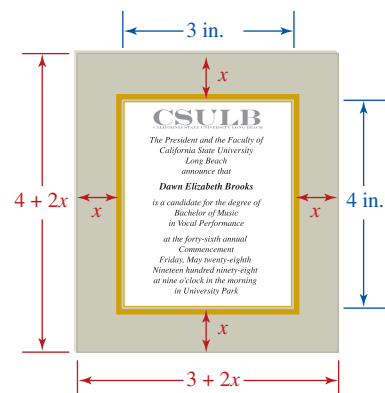 3 in.
x
CSULB
CALIFORNIA STATE UNIVERSITY LONG BEACH
The President and the Faculty of
California State University
Long Beach
announce that
Dawn Elizabeth Brooks
is a candidate for the degree of
Bachelor of Music
in Vocal Performance
at the forty-sixth annual
Commencement
Friday, May twenty-eighth
Nineteen hundred ninety-eight
at nine o'clock in the morning
in University Park
4 + 2x
x
x
4 in.
x
3 + 2x